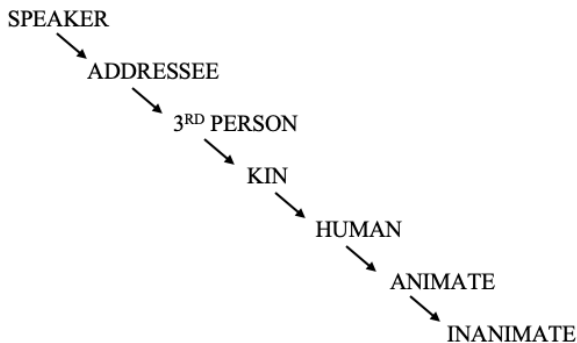 SPEAKER
ADDRESSEE
3RD PERSON
KIN
HUMAN
ANIMATE
INANIMATE